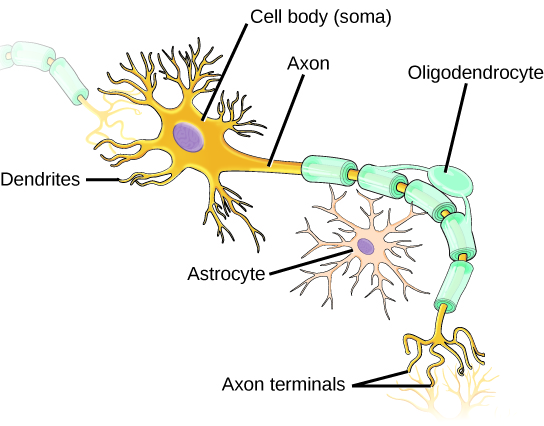 Cell body (soma)
Axon
Oligodendrocyte
Dendrites
Astrocyte
Axon terminals